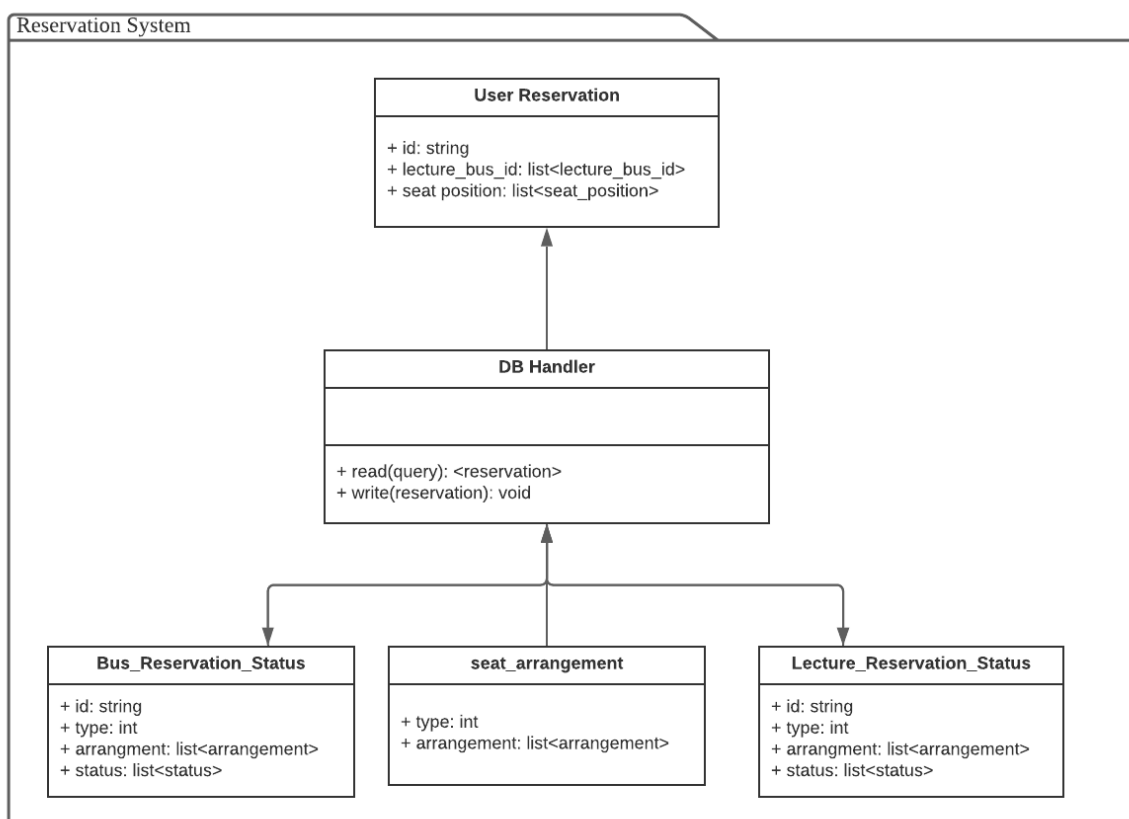 Reservation System
User Reservation
+ id: string
+ lecture_bus_id: list<lecture_bus_id>
+ seat position: list<seat_position>
DB Handler
+ read(query): <reservation>
+ write(reservation): void
Bus_Reservation_Status
+ id: string
+ type: int
+ arrangment: list<arrangement>
+ status: list<status>
seat_arrangement
+ type: int
+ arrangement: list<arrangement>
Lecture_Reservation_Status
+ id: string
+ type: int
+ arrangment: list<arrangement>
+ status: list<status>